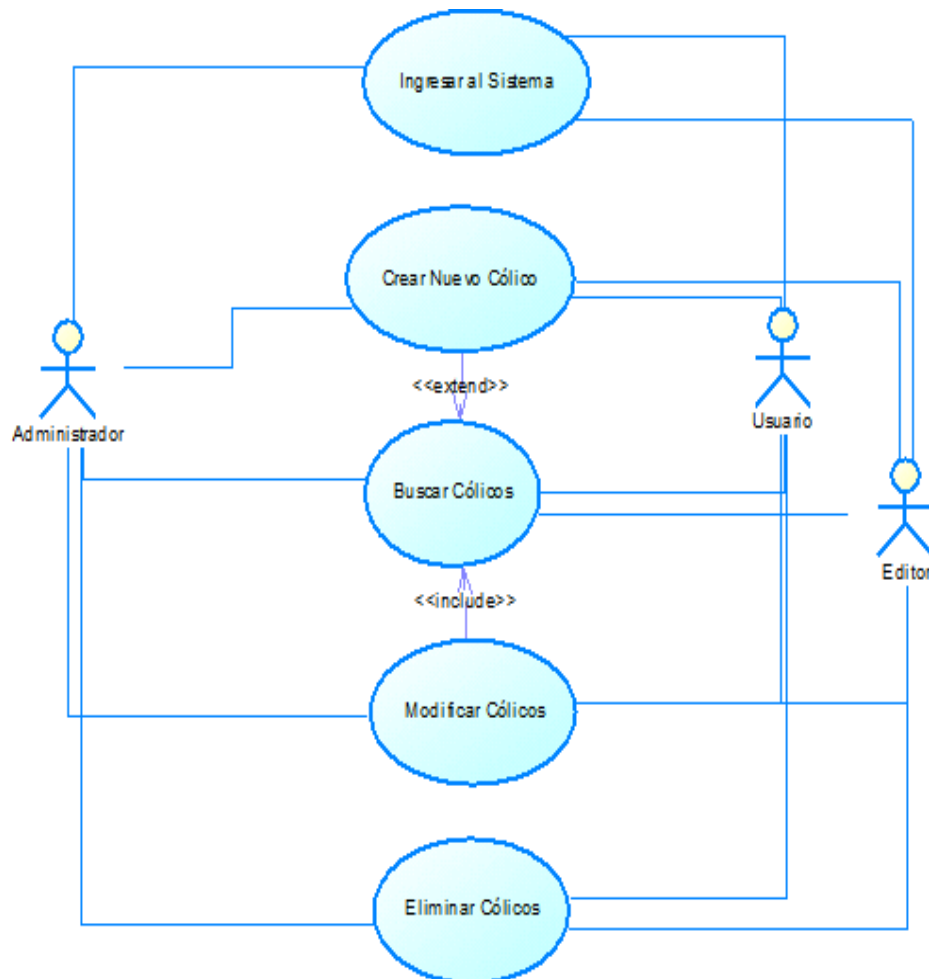 Ingresar al Sistema
Crear Nuevo Cólico
<<extend>>
Administrador
Usuario
Buscar Cólicos
Editor
<<include>>
Modificar Cólicos
Eliminar Cólicos